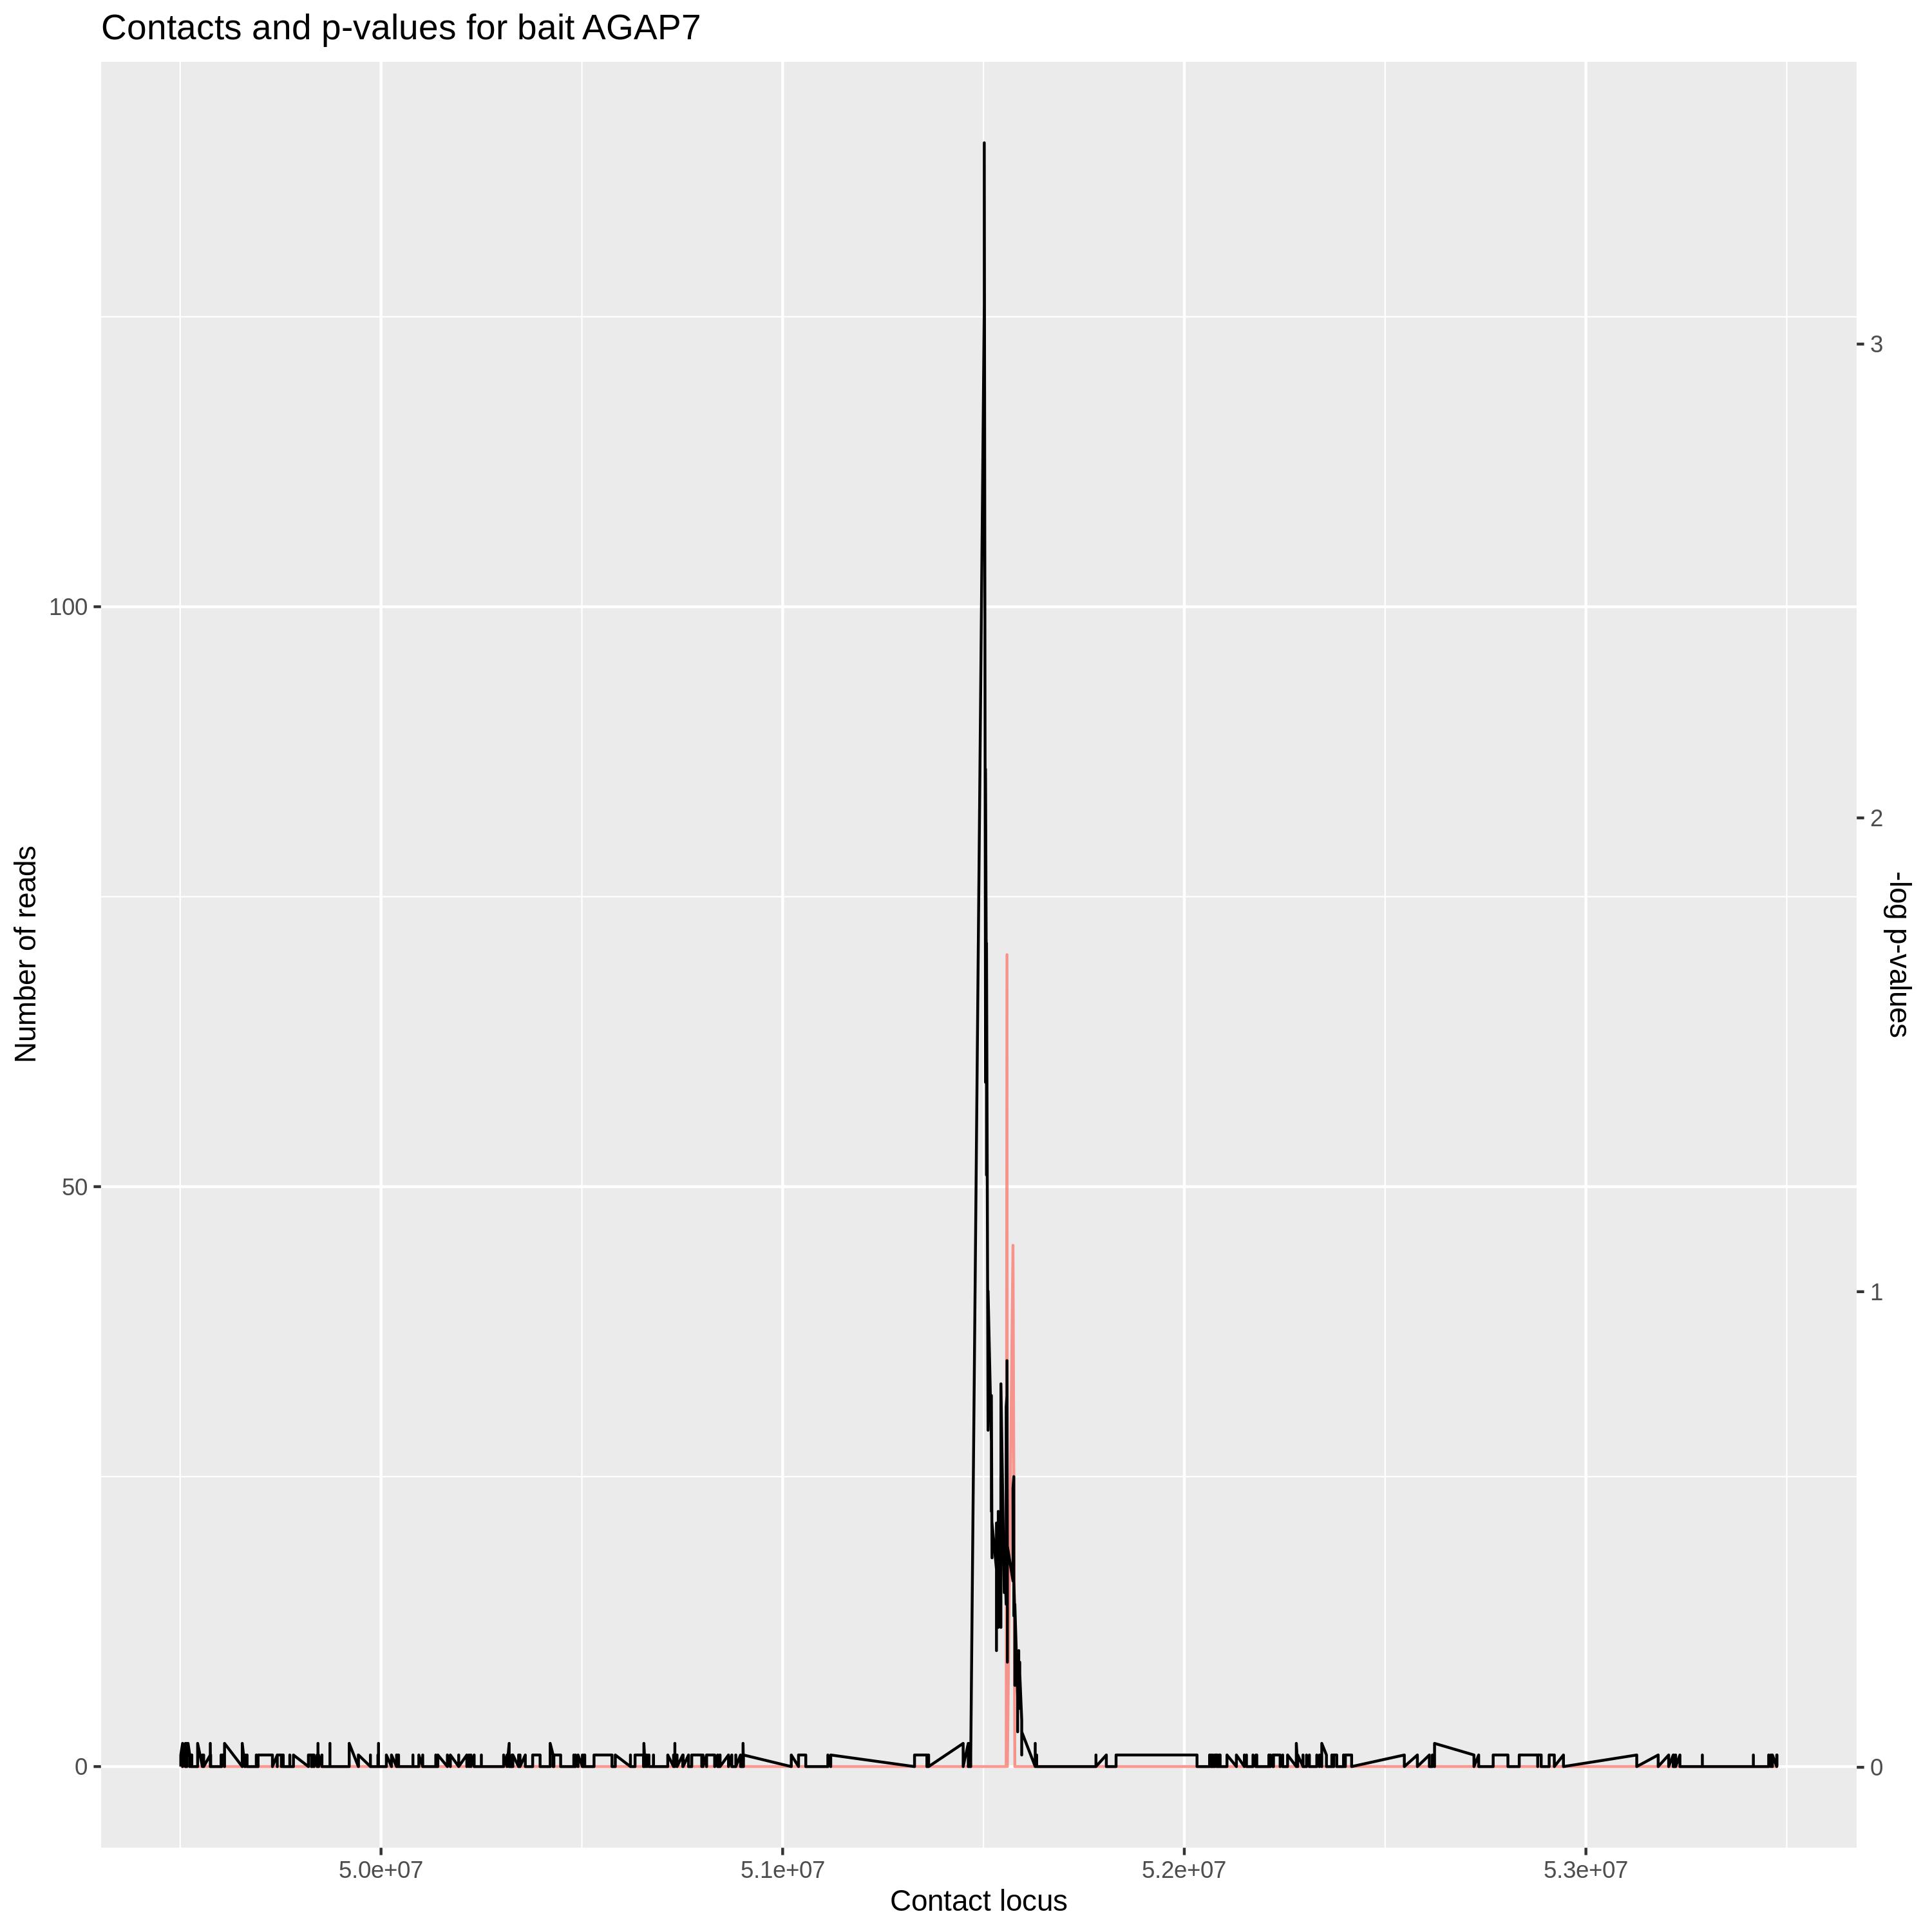 Contacts and p-values for bait AGAP7
Number of reads
100
50
0
3
2
1
0
-log p-values
5.0e+07
5.1e+07
5.2e+07
5.3e+07
Contact locus